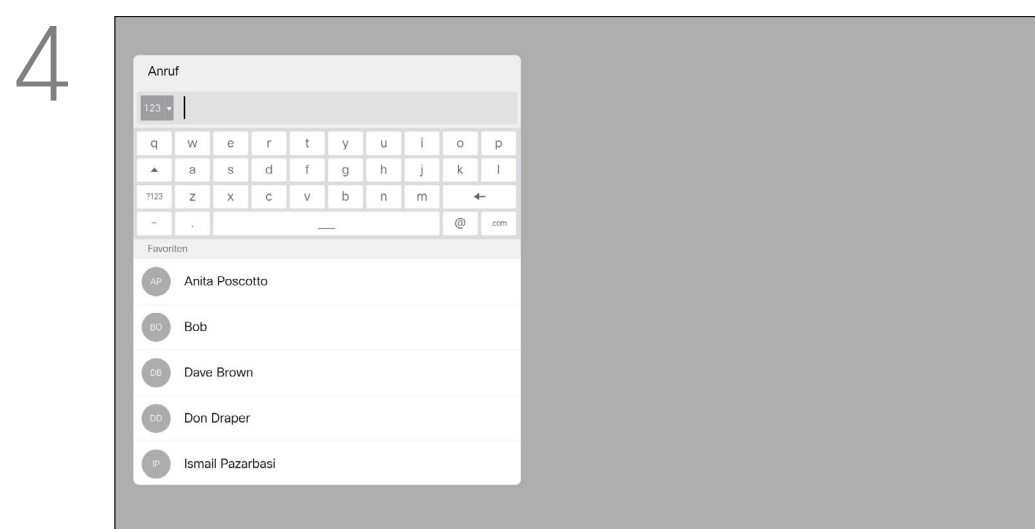 4
Anruf
123
q w e r t y u i o p
a s d f g h j k l
?123 z x c v b n m
- . @ .com
Favoriten
AP Anita Poscotto
BO Bob
DB Dave Brown
DD Don Draper
IP Ismail Pazarbasi